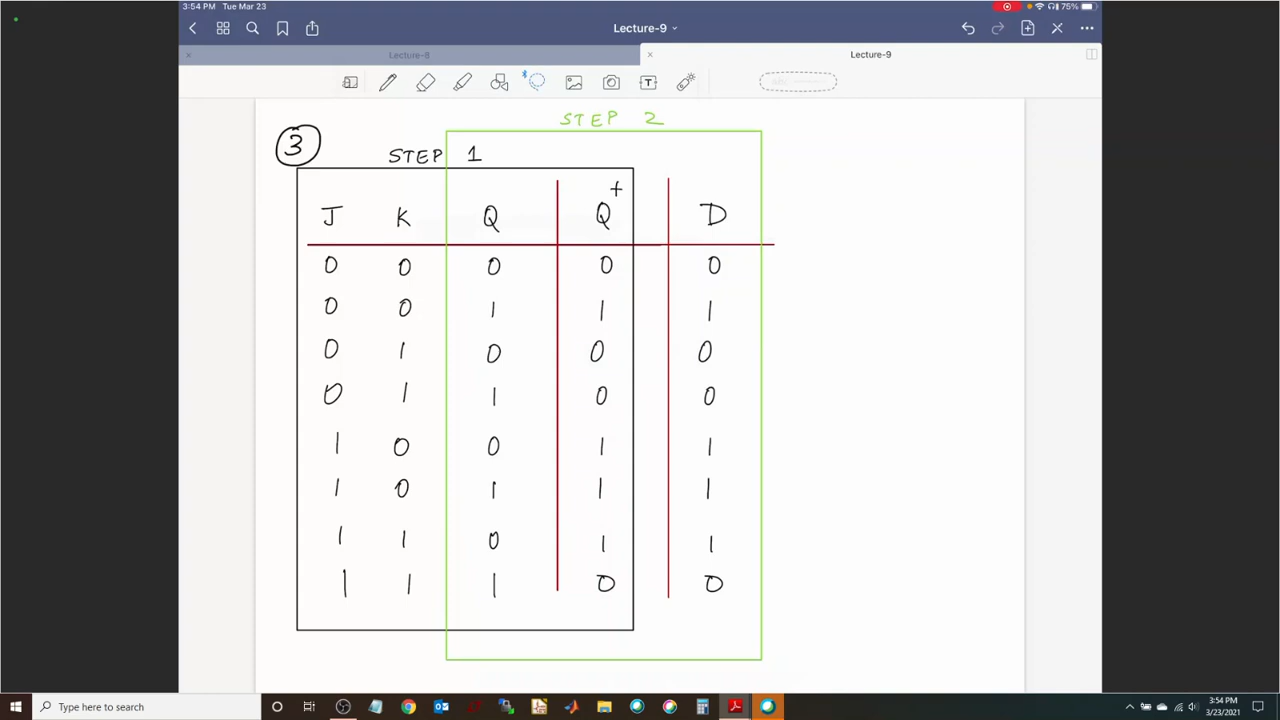 3:54 PM Tue Mar 23
75%
Lecture-9
Lecture-8
Lecture-9
STEP 2
3
STEP 1
J K Q Q+ D
0 0 0 0 0
0 0 1 1 1
0 1 0 0 0
0 1 1 0 0
1 0 0 1 1
1 0 1 1 1
1 1 0 1 1
1 1 1 0 0
Type here to search
3:54 PM
3/23/2021